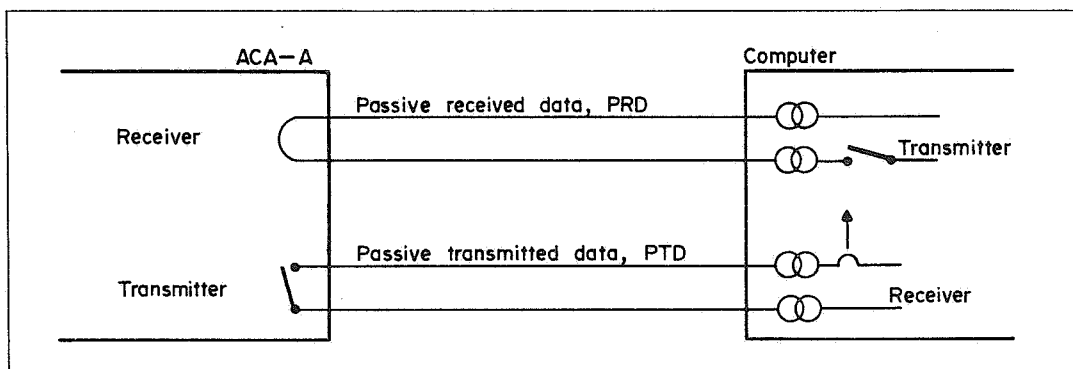 ACA-A
Computer
Passive received data, PRD
Receiver
Transmitter
Passive transmitted data, PTD
Transmitter
Receiver